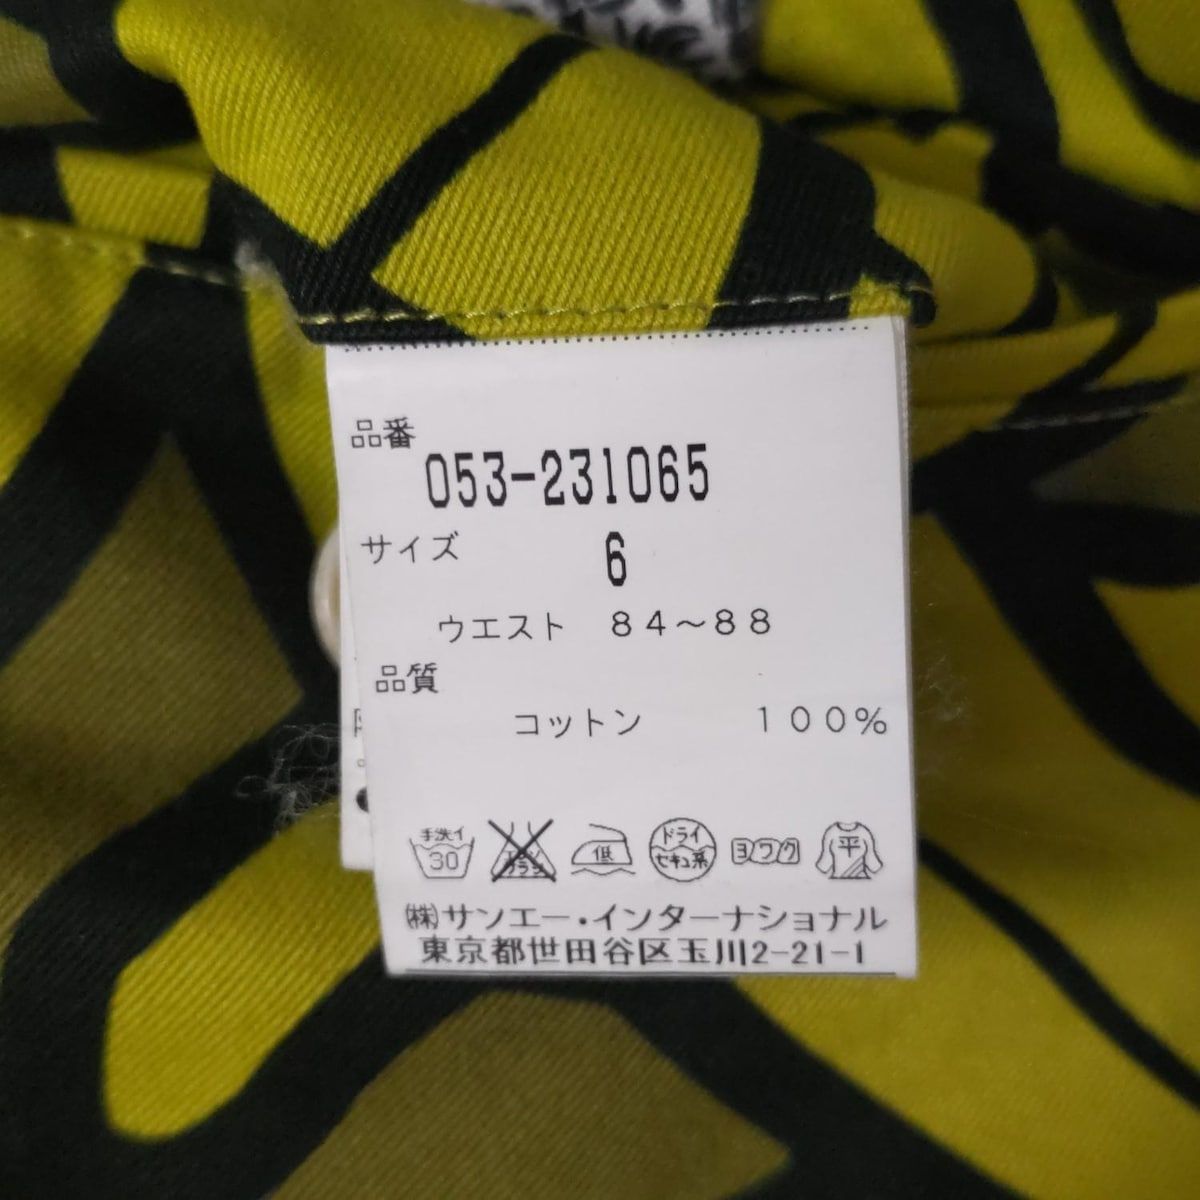 品番
053-231065
サイズ 6
ウエスト 84～88
品質
コットン 100%
手洗イ 30 低 ドライ セキュ系 ヨワク 平
㈱サンエー・インターナショナル
東京都世田谷区玉川2-21-1